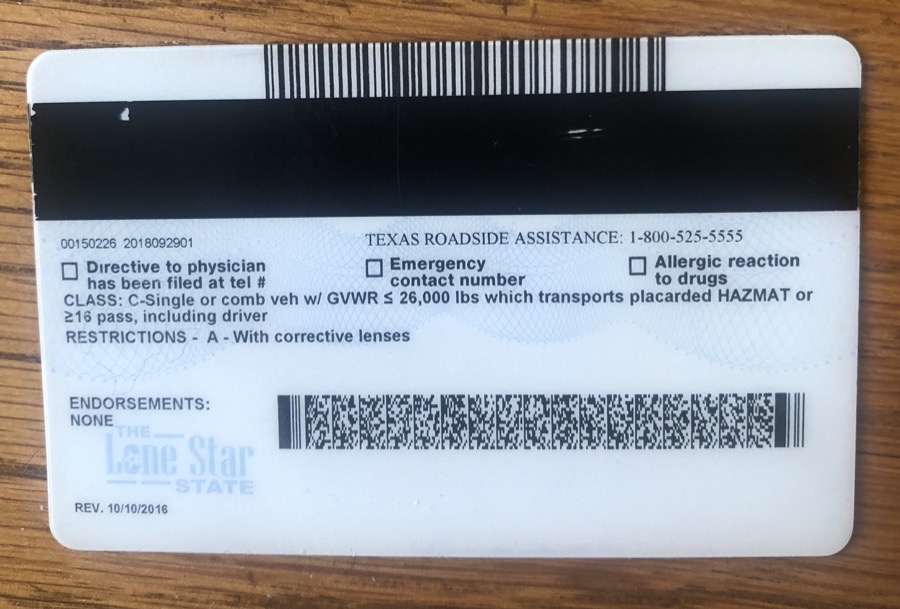 00150226 2018092901
TEXAS ROADSIDE ASSISTANCE: 1-800-525-5555
Directive to physician
has been filed at tel #
Emergency
contact number
Allergic reaction
to drugs
CLASS: C-Single or comb veh w/ GVWR ≤ 26,000 lbs which transports placarded HAZMAT or
≥16 pass, including driver
RESTRICTIONS - A - With corrective lenses
ENDORSEMENTS:
NONE
THE
Lone Star
STATE
REV. 10/10/2016